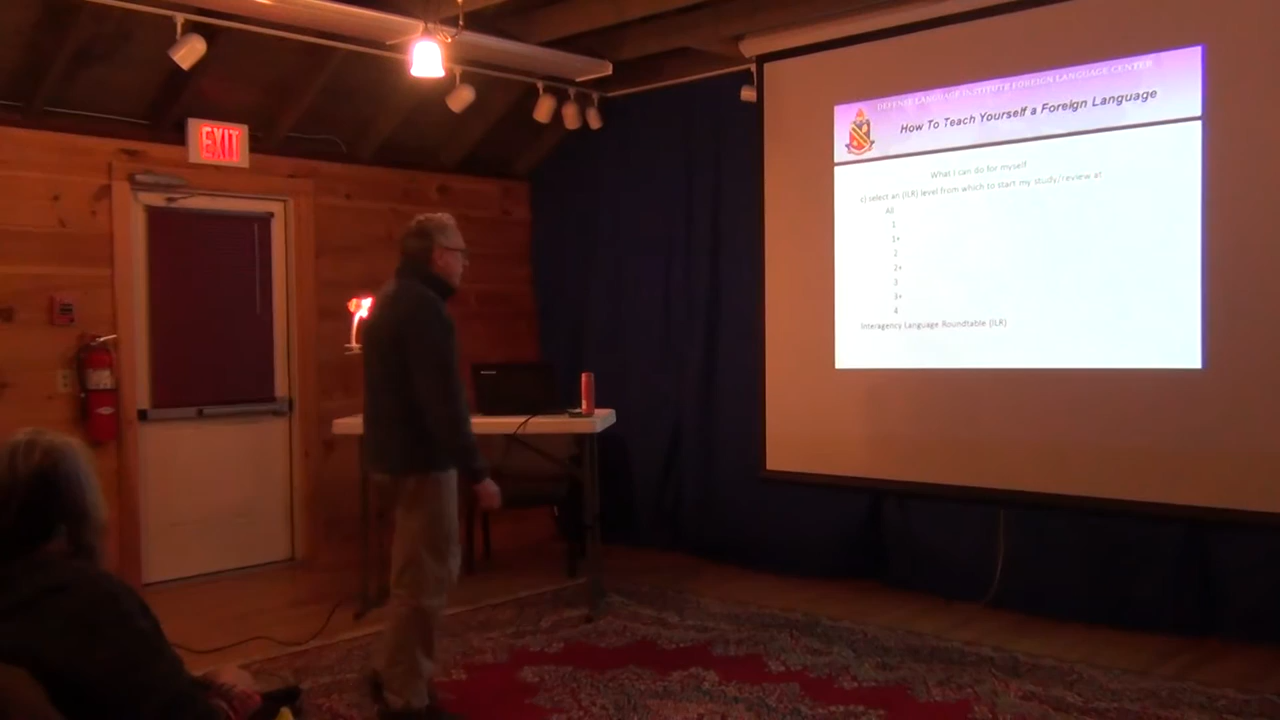 EXIT
DEFENSE LANGUAGE INSTITUTE FOREIGN LANGUAGE CENTER
How To Teach Yourself a Foreign Language
What I can do for myself
c) select an (ILR) level from which to start my study/review at
All
1
1+
2
2+
3
3+
4
Interagency Language Roundtable (ILR)